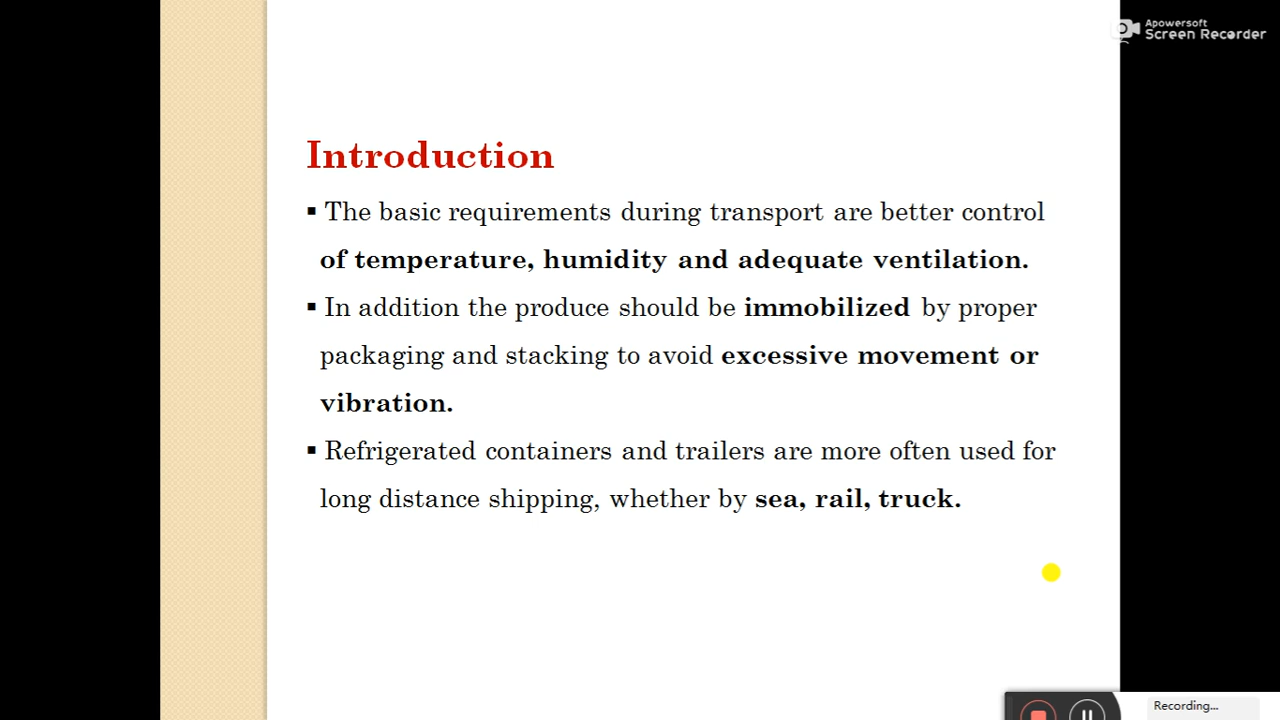 Apowersoft
Screen Recorder
Introduction
▪ The basic requirements during transport are better control
of temperature, humidity and adequate ventilation.
▪ In addition the produce should be immobilized by proper
packaging and stacking to avoid excessive movement or
vibration.
▪ Refrigerated containers and trailers are more often used for
long distance shipping, whether by sea, rail, truck.
Recording...